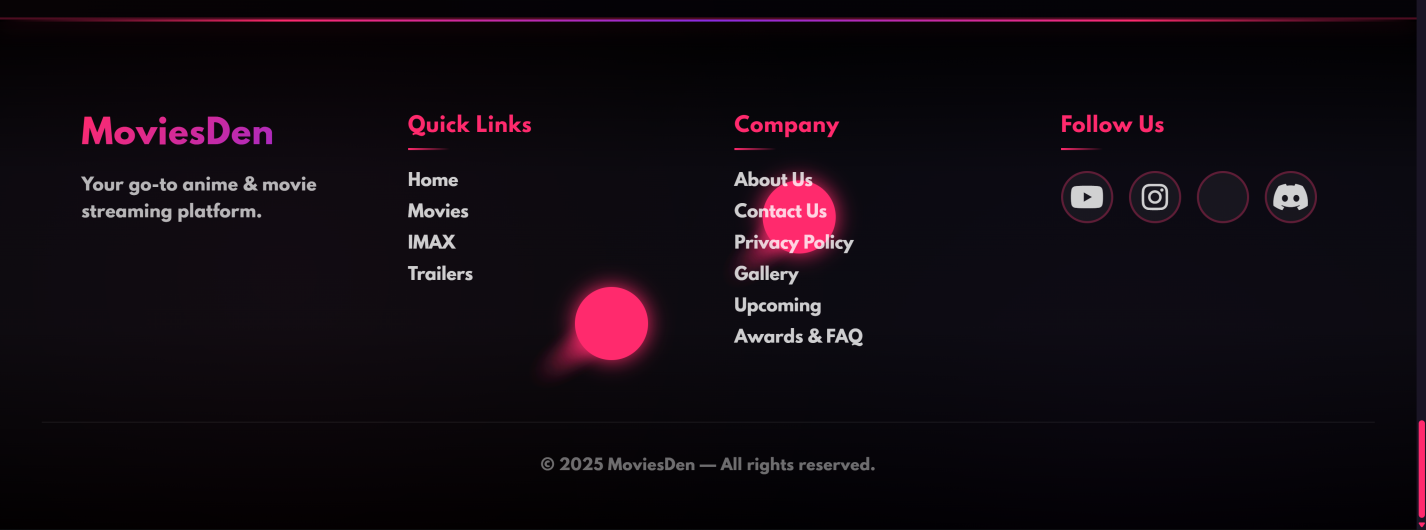 MoviesDen
Your go-to anime & movie
streaming platform.
Quick Links
Home
Movies
IMAX
Trailers
Company
About Us
Contact Us
Privacy Policy
Gallery
Upcoming
Awards & FAQ
Follow Us
© 2025 MoviesDen — All rights reserved.